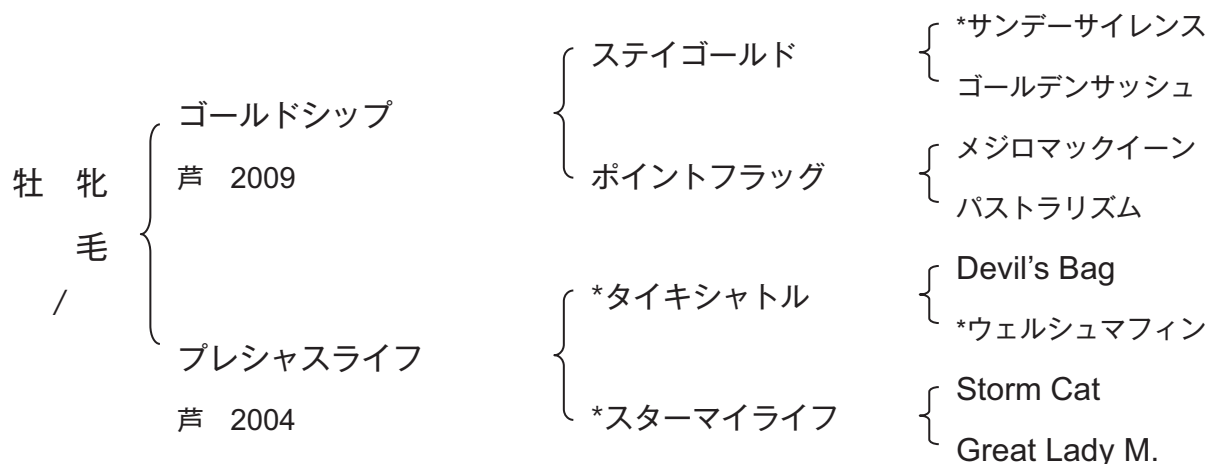 牡 牝
毛
/
ゴールドシップ
芦 2009
プレシャスライフ
芦 2004
ステイゴールド
ポイントフラッグ
*タイキシャトル
*スターマイライフ
*サンデーサイレンス
ゴールデンサッシュ
メジロマックイーン
パストラリズム
Devil’s Bag
*ウェルシュマフィン
Storm Cat
Great Lady M.